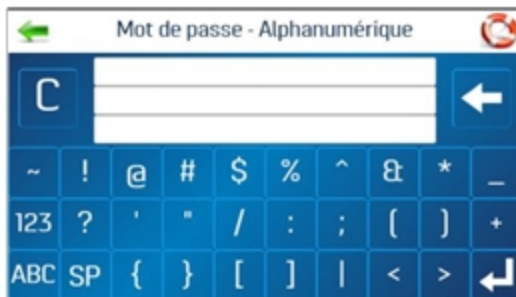 Mot de passe - Alphanumérique
C
~ ! @ # $ % ^ & * _
123 ? ' " / : ; ( ) +
ABC SP { } [ ] | < >